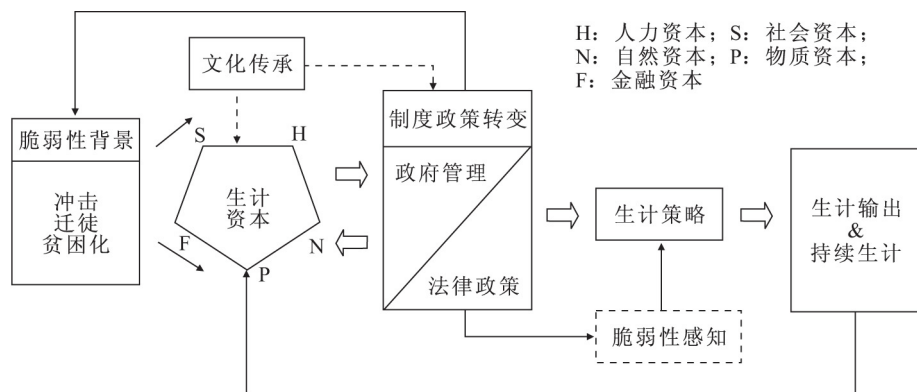 H：人力资本；S：社会资本；
N：自然资本；P：物质资本；
F：金融资本
文化传承
脆弱性背景
冲击
迁徙
贫困化
S
H
生计
资本
F
N
P
制度政策转变
政府管理
法律政策
生计策略
脆弱性感知
生计输出
&
持续生计